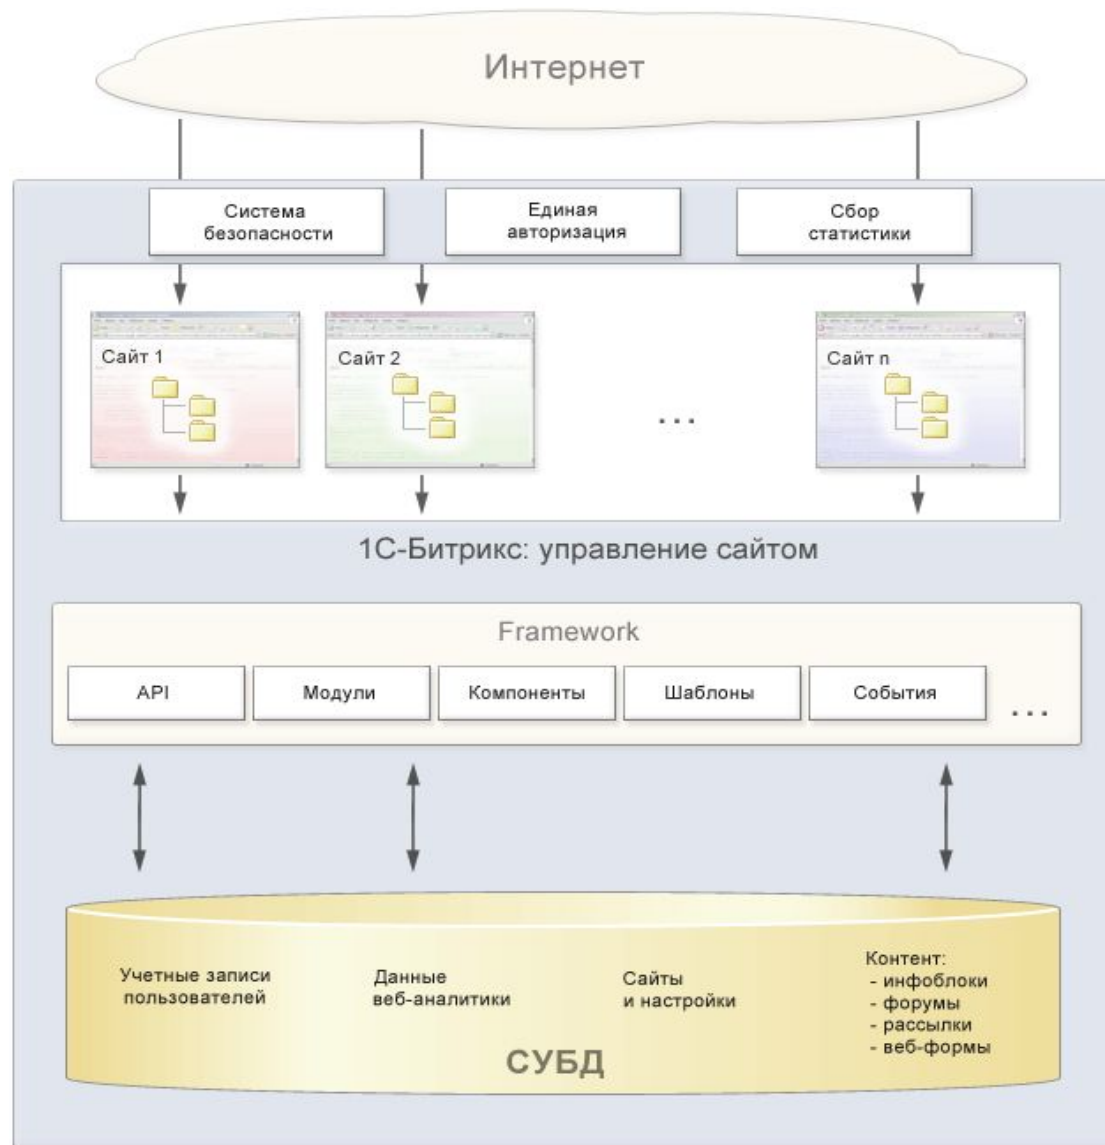 Интернет
Система
безопасности
Единая
авторизация
Сбор
статистики
Сайт 1
Сайт 2
...
Сайт n
1С-Битрикс: управление сайтом
Framework
API
Модули
Компоненты
Шаблоны
События
...
Учетные записи
пользователей
Данные
веб-аналитики
Сайты
и настройки
Контент:
- инфоблоки
- форумы
- рассылки
- веб-формы
СУБД